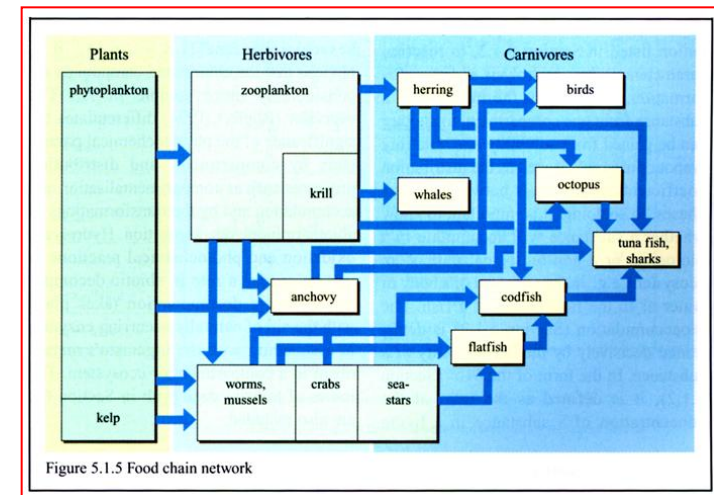 Plants
Herbivores
Carnivores
phytoplankton
zooplankton
herring
birds
krill
whales
octopus
tuna fish,
sharks
anchovy
codfish
flatfish
worms,
mussels
crabs
sea-
stars
kelp
Figure 5.1.5 Food chain network